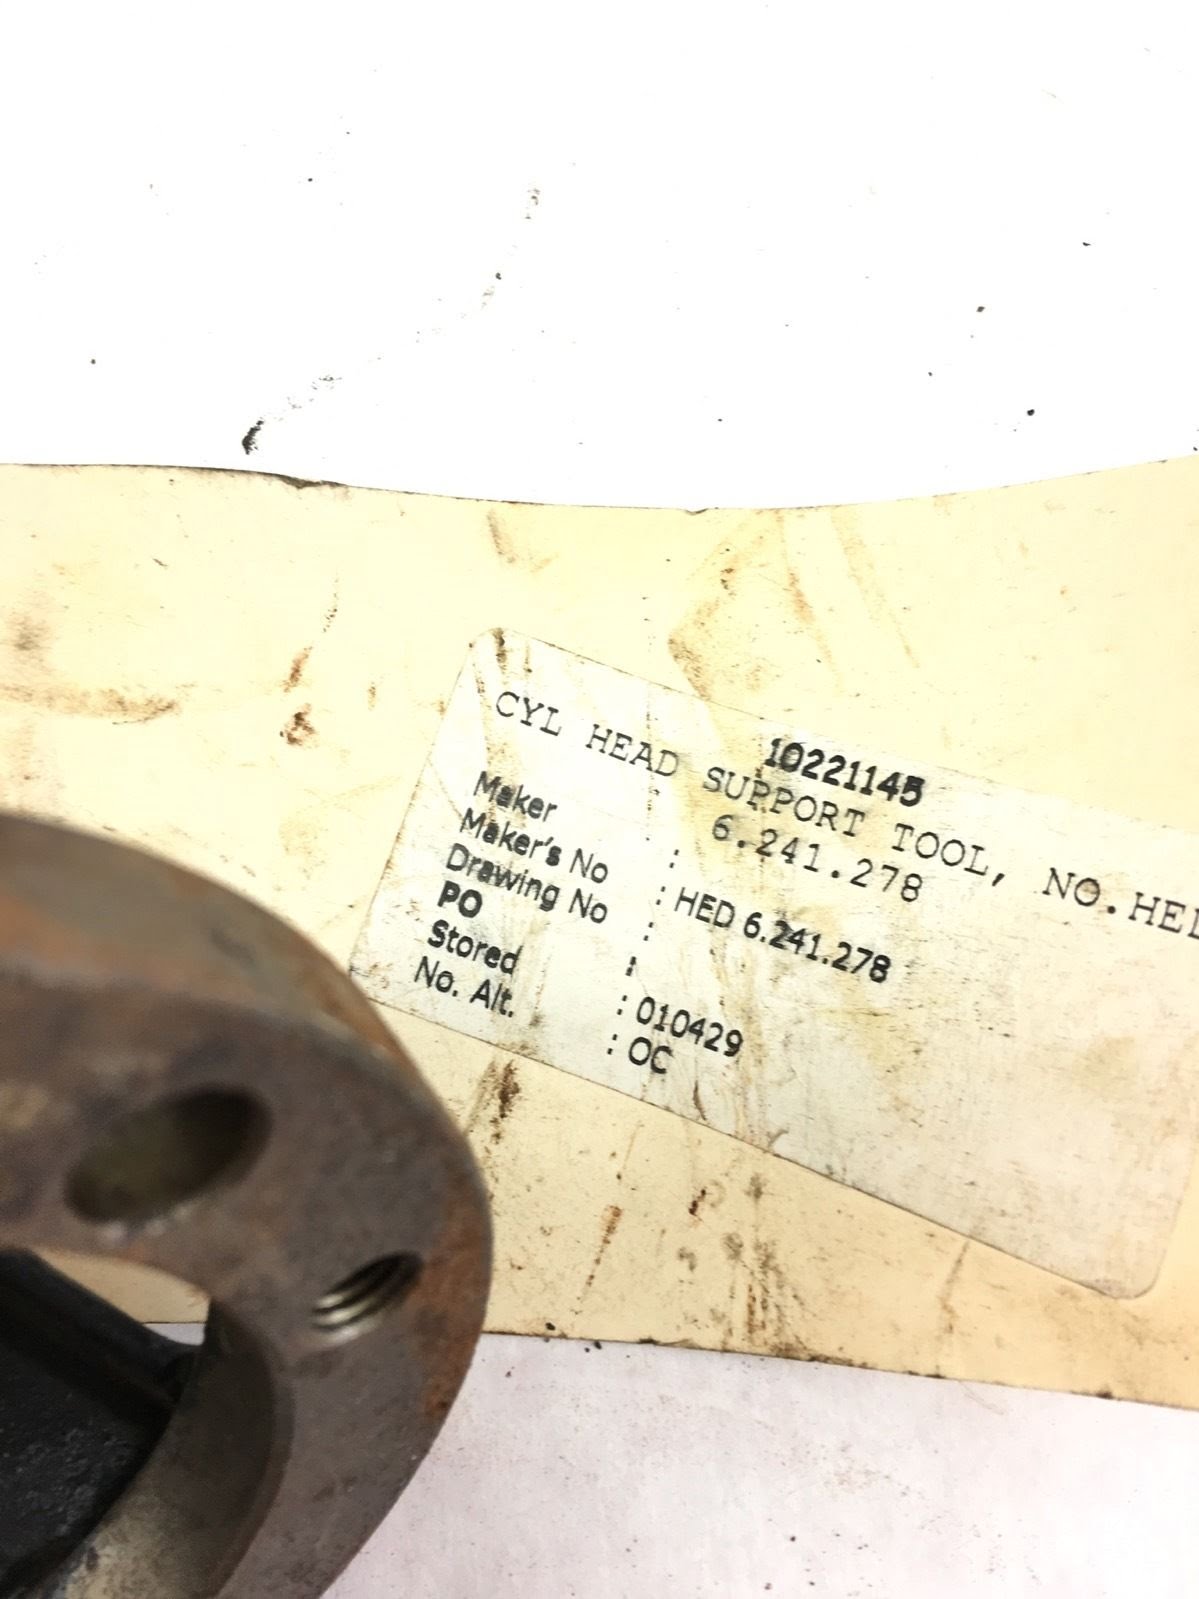 10221145
CYL HEAD SUPPORT TOOL, NO.HED
6.241.278
Maker :
Maker's No : HED 6.241.278
Drawing No :
PO :
Stored : 010429
No. Alt. : OC